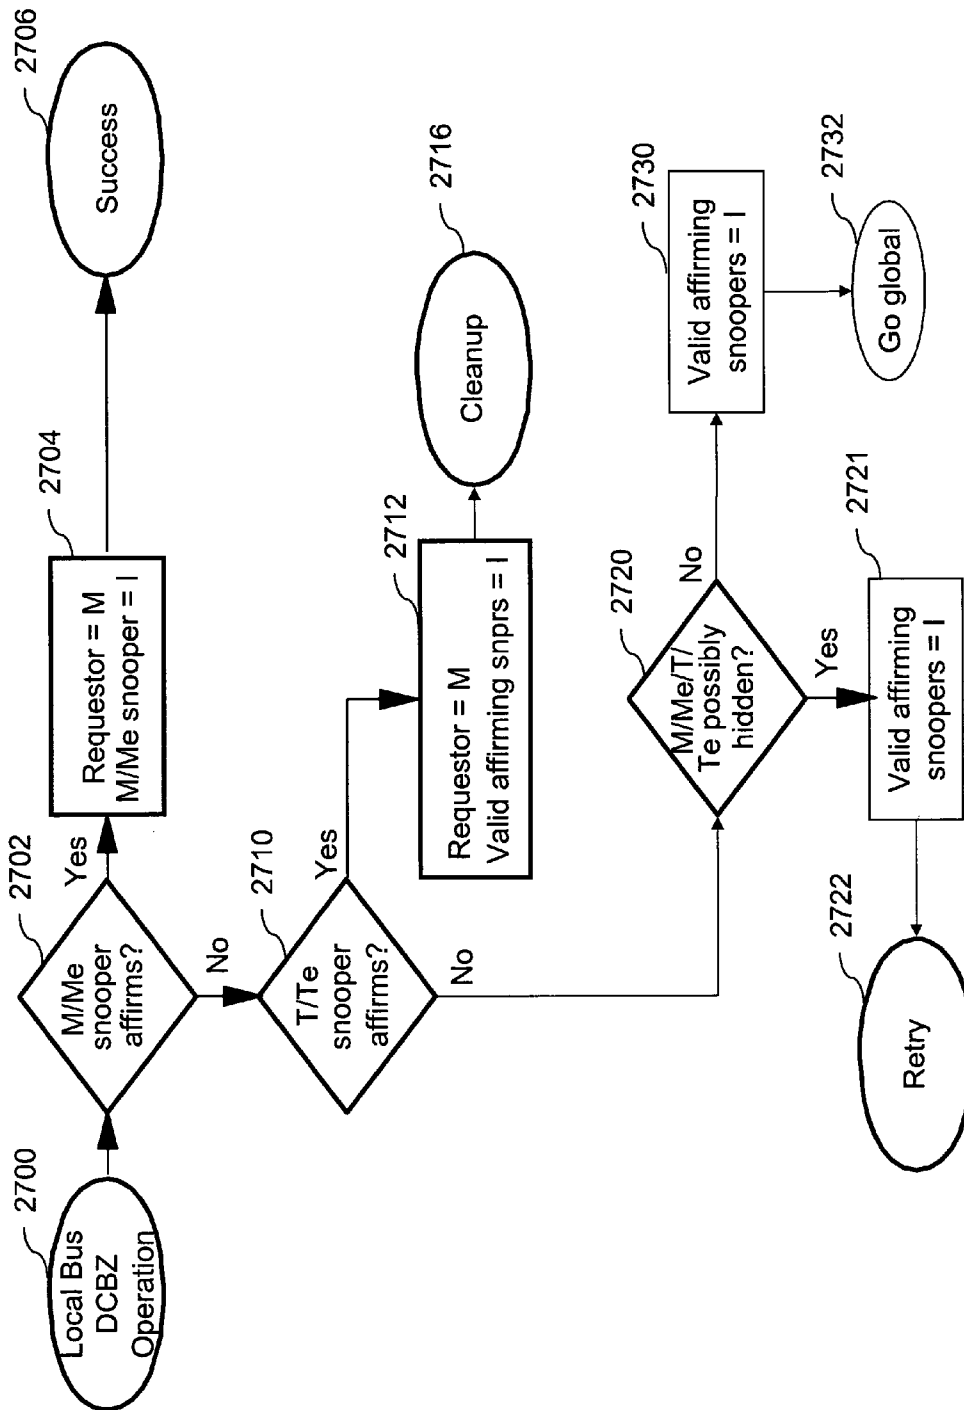 2700
Local Bus
DCBZ
Operation
2702
M/Me
snooper
affirms?
Yes
No
2704
Requestor = M
M/Me snooper = I
2706
Success
2710
T/Te
snooper
affirms?
Yes
No
2712
Requestor = M
Valid affirming snprs = I
2716
Cleanup
2720
M/Me/T/
Te possibly
hidden?
No
Yes
2730
Valid affirming
snoopers = I
2732
Go global
2721
Valid affirming
snoopers = I
2722
Retry